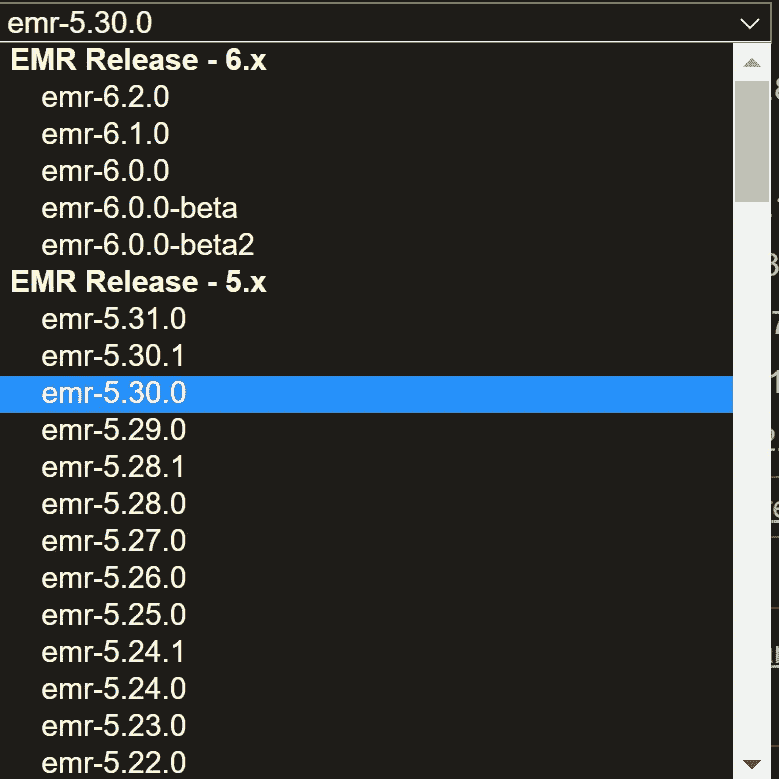 emr-5.30.0
EMR Release - 6.x
emr-6.2.0
emr-6.1.0
emr-6.0.0
emr-6.0.0-beta
emr-6.0.0-beta2
EMR Release - 5.x
emr-5.31.0
emr-5.30.1
emr-5.30.0
emr-5.29.0
emr-5.28.1
emr-5.28.0
emr-5.27.0
emr-5.26.0
emr-5.25.0
emr-5.24.1
emr-5.24.0
emr-5.23.0
emr-5.22.0